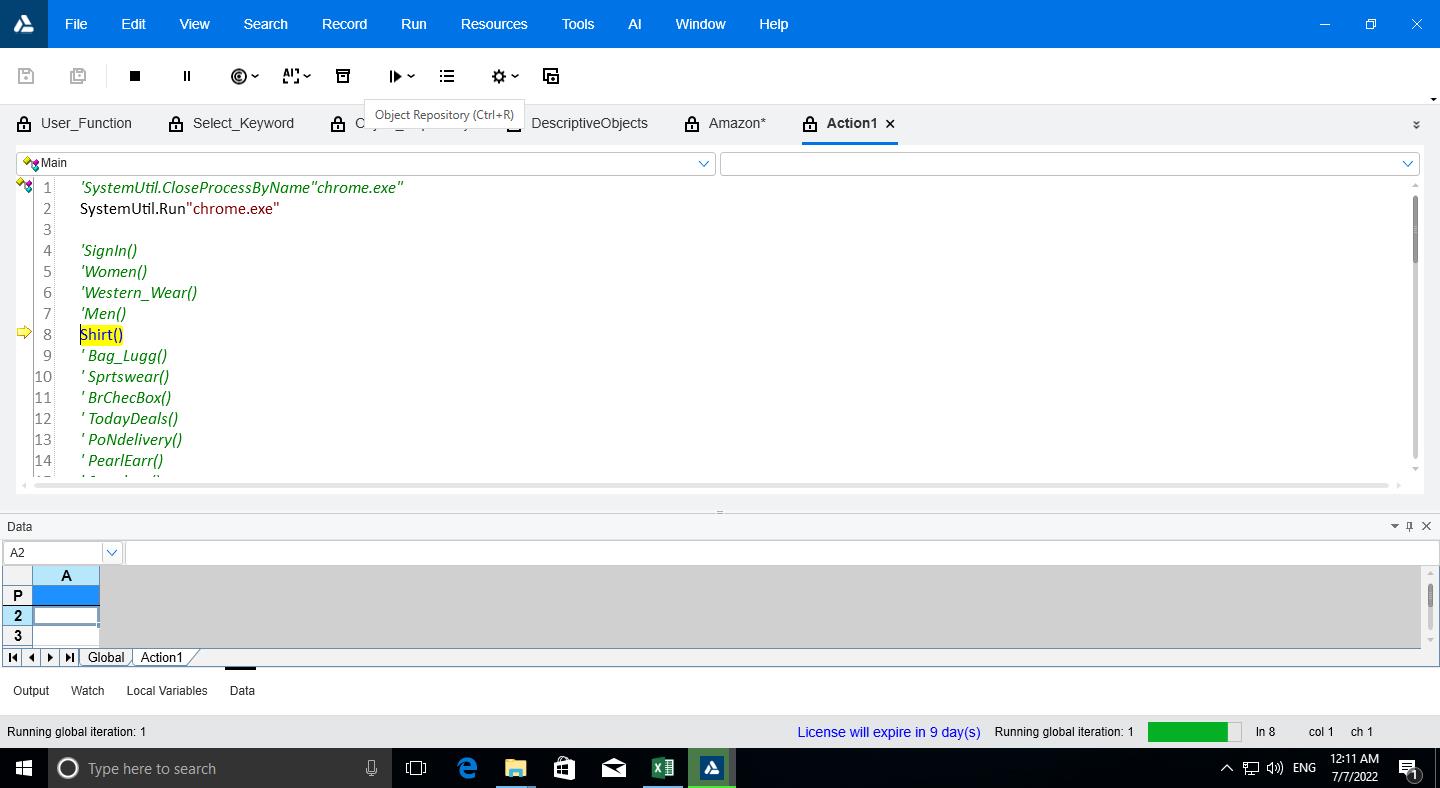 File Edit View Search Record Run Resources Tools AI Window Help
Object Repository (Ctrl+R)
User_Function Select_Keyword DescriptiveObjects Amazon* Action1
Main
1 'SystemUtil.CloseProcessByName"chrome.exe"
2 SystemUtil.Run"chrome.exe"
3
4 'SignIn()
5 'Women()
6 'Western_Wear()
7 'Men()
8 Shirt()
9 ' Bag_Lugg()
10 ' Sprtswear()
11 ' BrChecBox()
12 ' TodayDeals()
13 ' PoNdelivery()
14 ' PearlEarr()
Data
A2
A
P
2
3
Global Action1
Output Watch Local Variables Data
Running global iteration: 1 License will expire in 9 day(s) Running global iteration: 1 ln 8 col 1 ch 1
Type here to search ENG 12:11 AM
7/7/2022
1